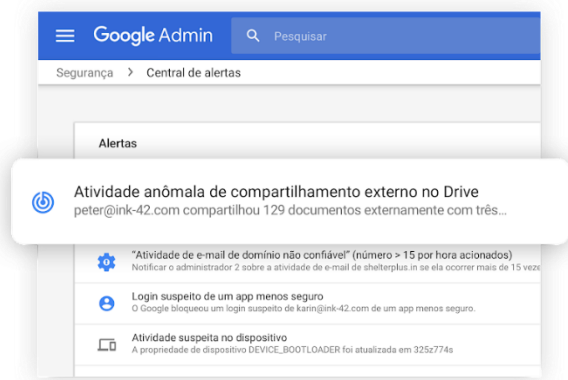 Google Admin
Pesquisar
Segurança > Central de alertas
Alertas
Atividade anômala de compartilhamento externo no Drive
peter@ink-42.com compartilhou 129 documentos externamente com três...
“Atividade de e-mail de domínio não confiável” (número > 15 por hora acionados)
Notificar o administrador 2 sobre a atividade de e-mail de shelterplus.in se ela ocorrer mais de 15 veze
Login suspeito de um app menos seguro
O Google bloqueou um login suspeito de karin@ink-42.com de um app menos seguro.
Atividade suspeita no dispositivo
A propriedade de dispositivo DEVICE_BOOTLOADER foi atualizada em 325z774s